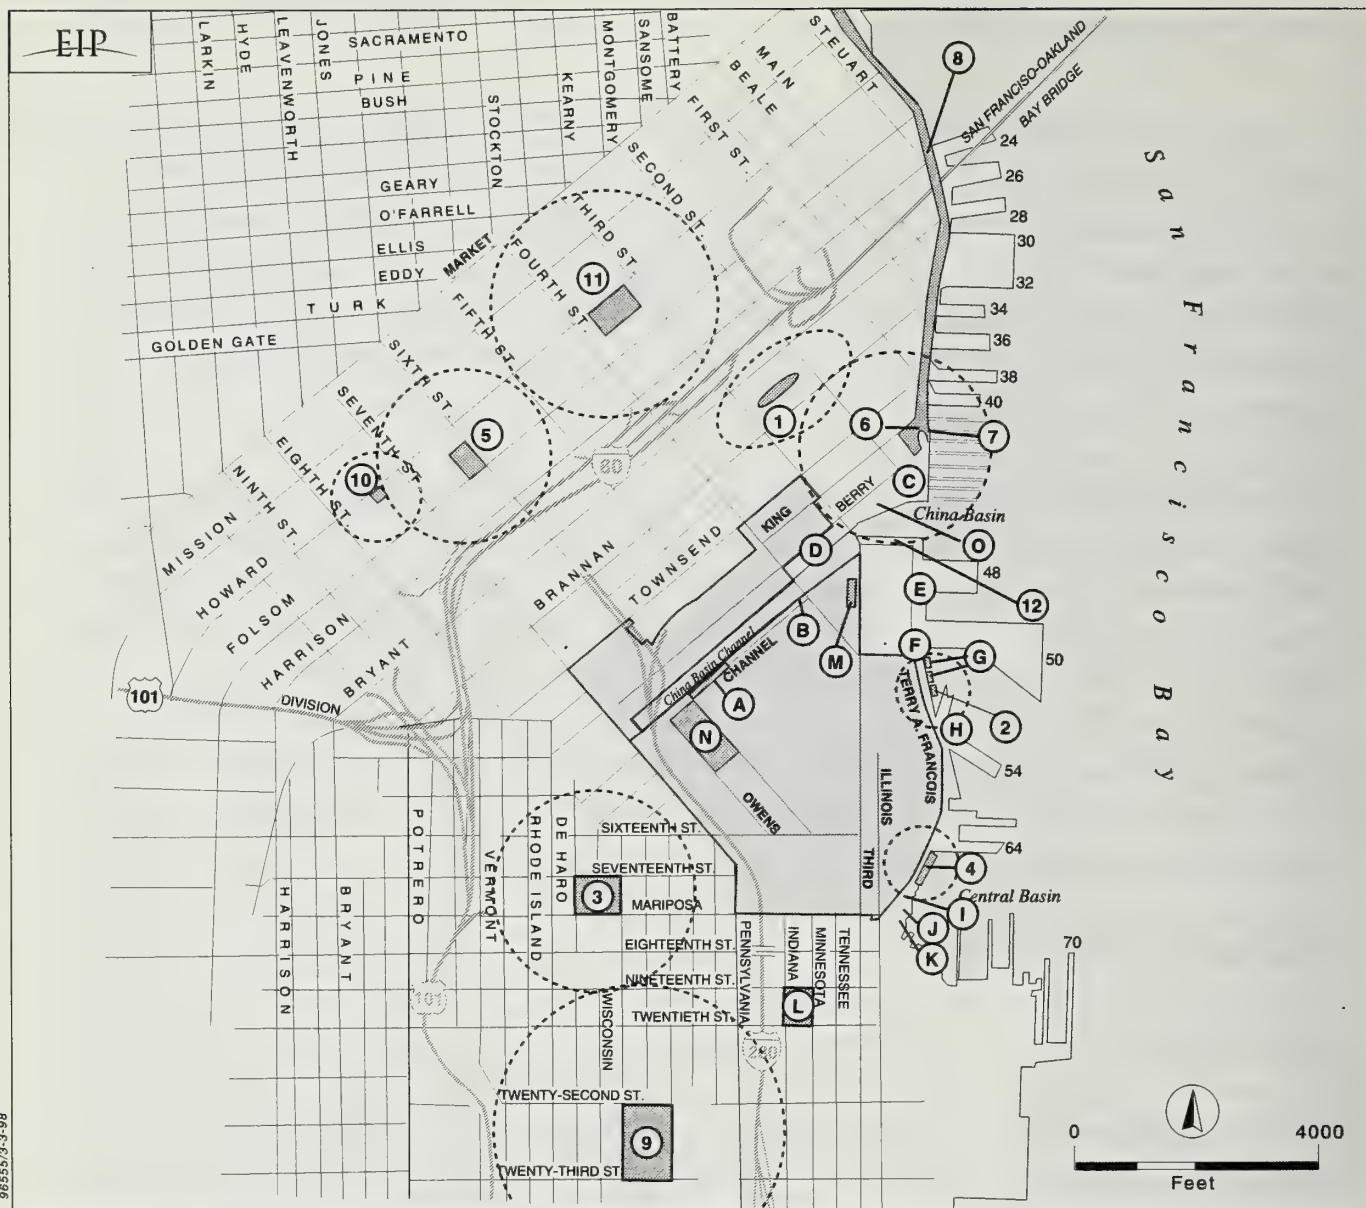 EIP
LARKIN
HYDE
LEAVENWORTH
JONES
SACRAMENTO
PINE
BUSH
STOCKTON
KEARNY
MONTGOMERY
SANSOME
BATTERY
MAIN
BEALE
FIRST ST.
STEUART
8
SAN FRANCISO-OAKLAND
BAY BRIDGE
24
26
28
30
32
34
36
38
40
San Francisco Bay
GEARY
O'FARRELL
ELLIS
EDDY
TURK
GOLDEN GATE
MARKET
SECOND ST.
THIRD ST.
FOURTH ST
FIFTH ST.
SIXTH ST.
SEVENTH ST.
EIGHTH ST.
NINTH ST.
11
5
10
1
6
7
80
MISSION
HOWARD
FOLSOM
HARRISON
BRYANT
BRANNAN
TOWNSEND
KING
BERRY
C
China Basin
D
O
48
E
12
B
M
F
G
50
China Basin Channel
CHANNEL
A
N
TERRY A. FRANCOIS
H
2
54
101
DIVISION
OWENS
ILLINOIS
THIRD
64
4
Central Basin
I
J
K
70
POTRERO
VERMONT
RHODE ISLAND
DE HARO
SIXTEENTH ST.
SEVENTEENTH ST.
3
MARIPOSA
HARRISON
BRYANT
EIGHTEENTH ST.
NINETEENTH ST.
TWENTIETH ST.
WISCONSIN
PENNSYLVANIA
INDIANA
MINNESOTA
TENNESSEE
L
101
280
TWENTY-SECOND ST.
9
TWENTY-THIRD ST.
0
4000
Feet
96555/3-3-98